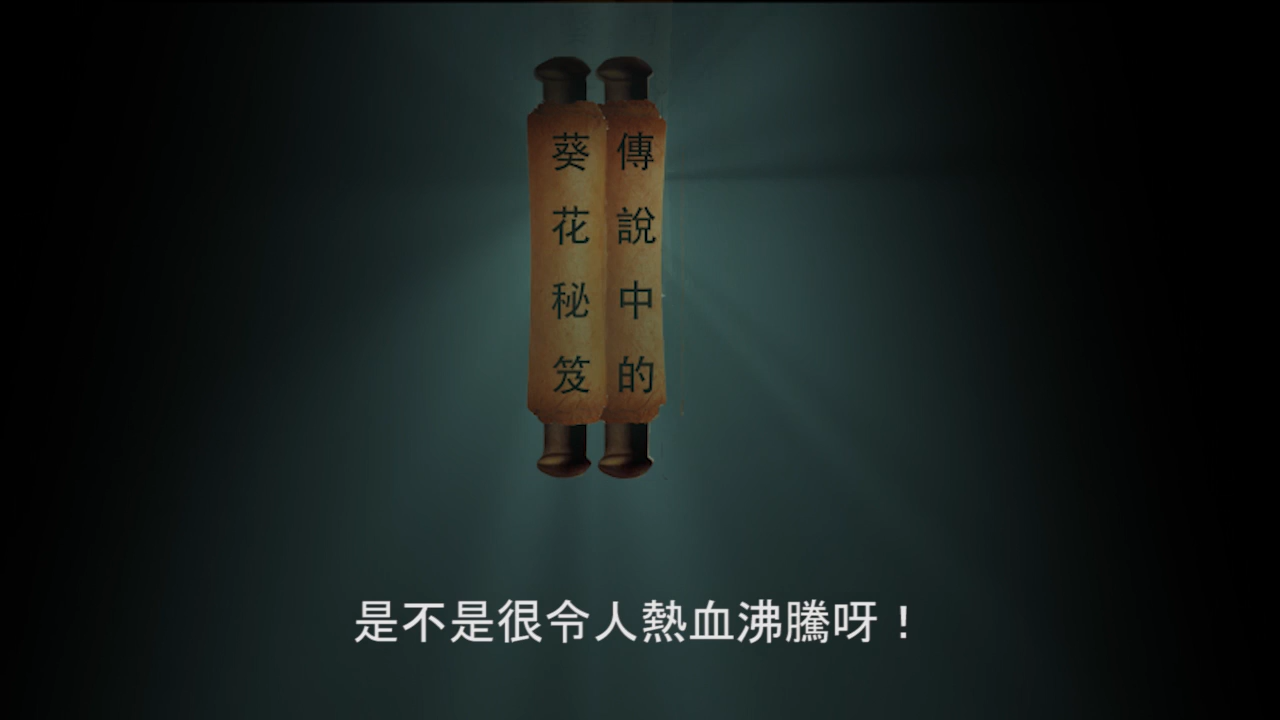 傳說中的
葵花秘笈
是不是很令人熱血沸騰呀！